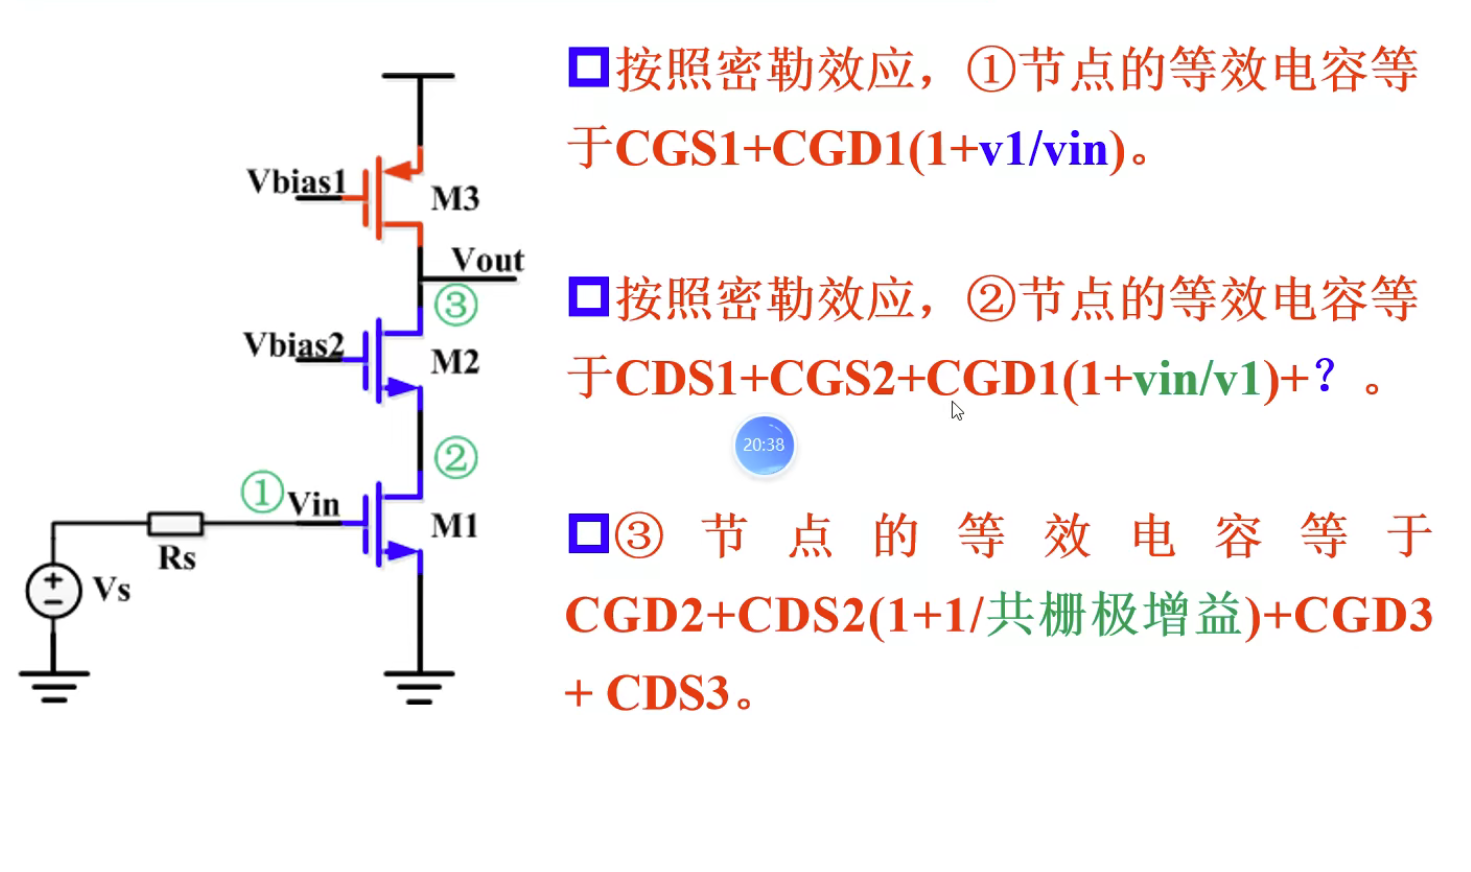 Vbias1
M3
Vout
③
Vbias2
M2
②
①Vin
M1
Rs
Vs
按照密勒效应，①节点的等效电容等
于CGS1+CGD1(1+v1/vin)。
按照密勒效应，②节点的等效电容等
于CDS1+CGS2+CGD1(1+vin/v1)+？。
20:38
③节点的等效电容等于
CGD2+CDS2(1+1/共栅极增益)+CGD3
+ CDS3。